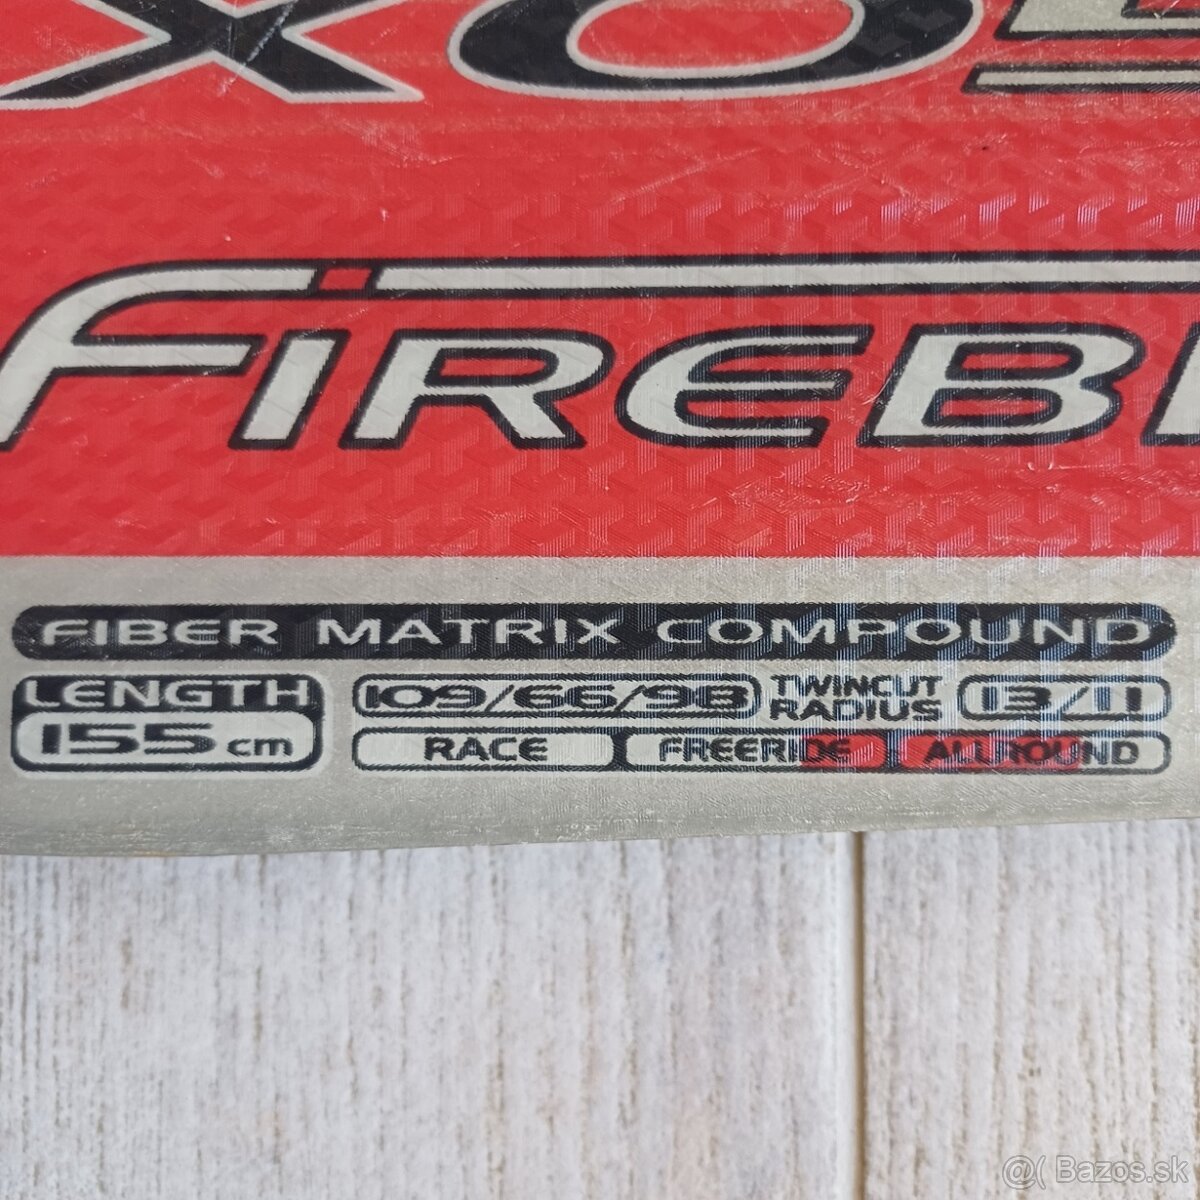 FIREB
FIBER MATRIX COMPOUND
LENGTH
155 cm
109/66/98 TWINCUT RADIUS 13/11
RACE FREERIDE ALLROUND
@( Bazos.sk